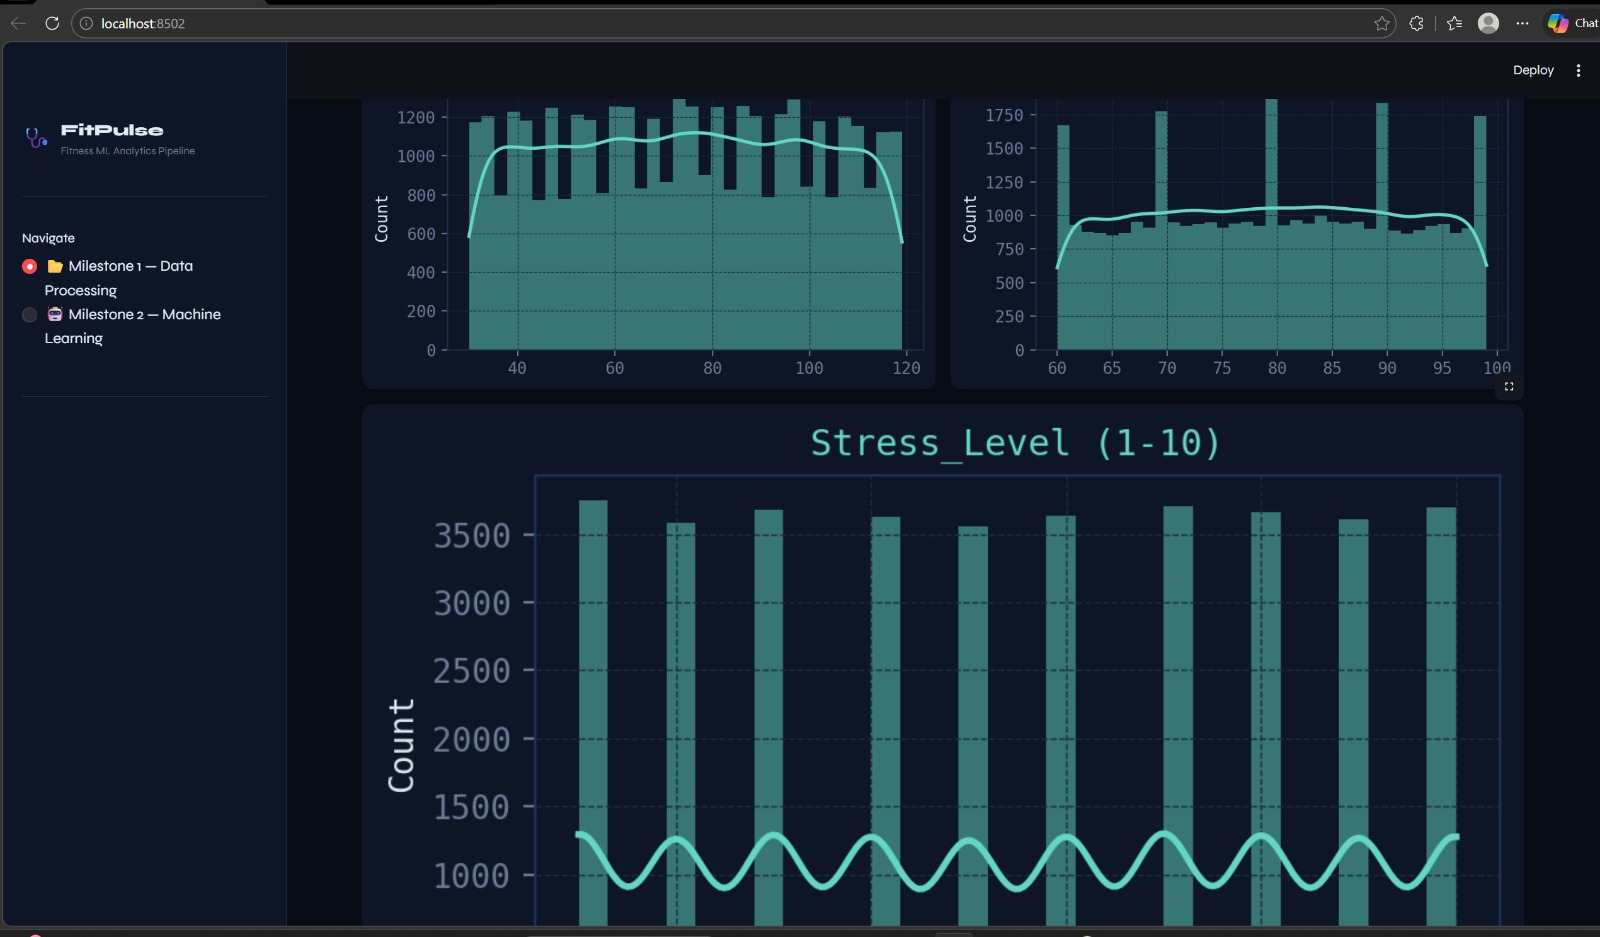 localhost:8502
Chat
Deploy
FitPulse
Fitness ML Analytics Pipeline
Navigate
Milestone 1 — Data
Processing
Milestone 2 — Machine
Learning
1200
1000
800
600
400
200
0
Count
40 60 80 100 120
1750
1500
1250
1000
750
500
250
0
Count
60 65 70 75 80 85 90 95 100
Stress_Level (1-10)
3500
3000
2500
2000
1500
1000
Count